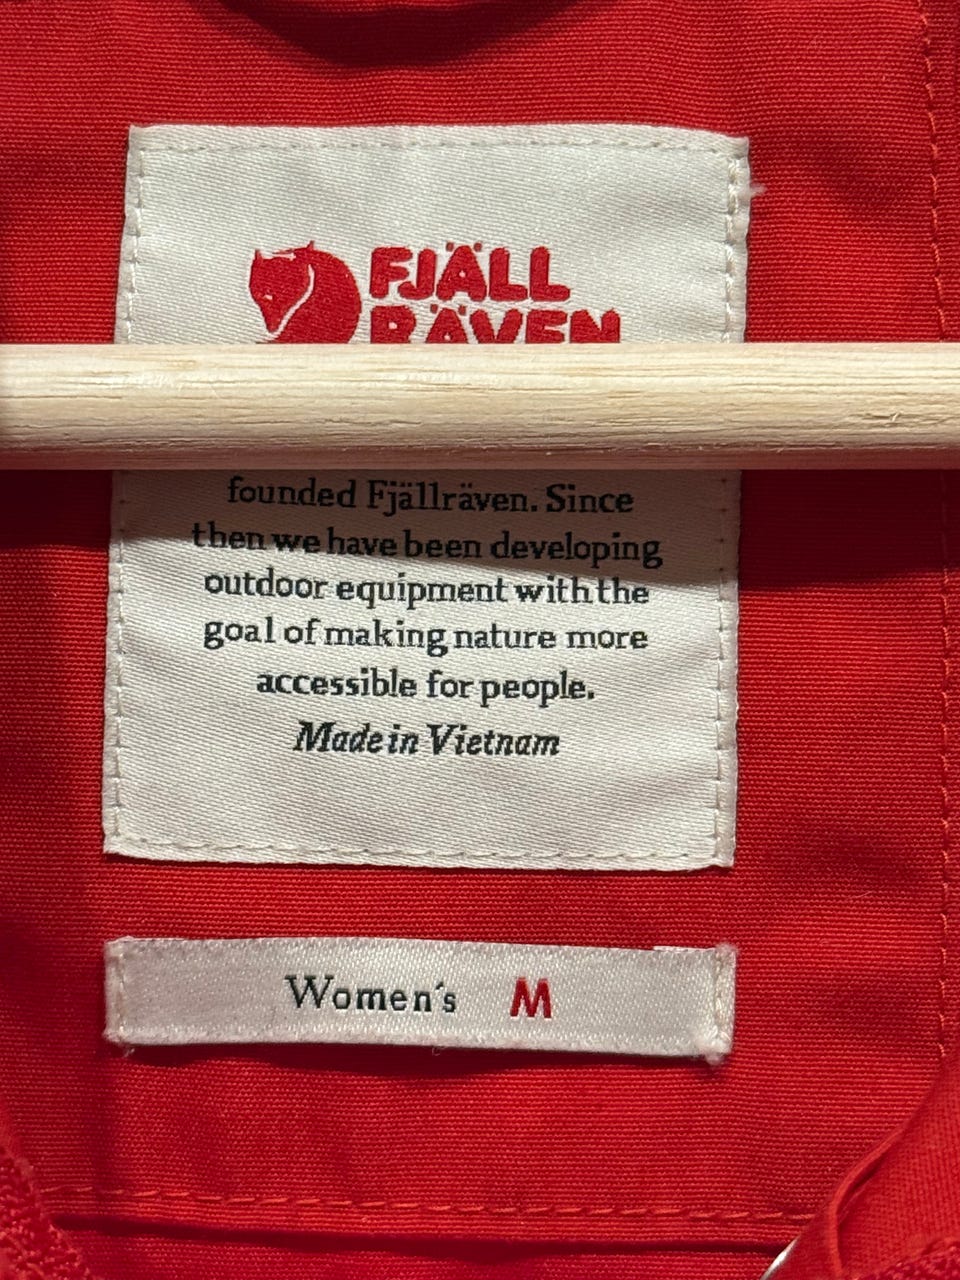 FJÄLL
RÄVEN
founded Fjällräven. Since
then we have been developing
outdoor equipment with the
goal of making nature more
accessible for people.
Made in Vietnam
Women's M